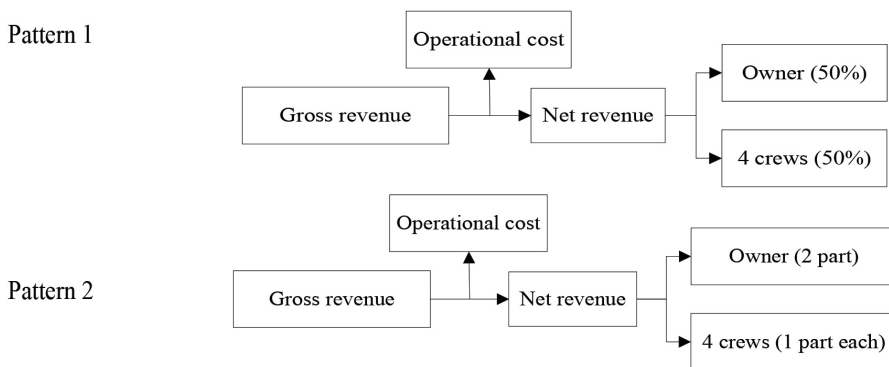 Pattern 1
Operational cost
Owner (50%)
Gross revenue
Net revenue
4 crews (50%)
Pattern 2
Operational cost
Owner (2 part)
Gross revenue
Net revenue
4 crews (1 part each)